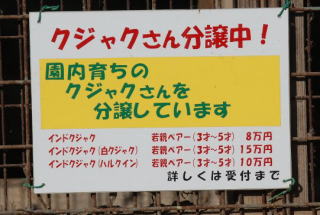 クジャクさん分譲中！
園内育ちの
クジャクさんを
分譲しています
インドクジャク 若親ペアー(3才〜5才) 8万円
インドクジャク(白クジャク) 若親ペアー(3才〜5才) 15万円
インドクジャク(ハルクイン) 若親ペアー(3才〜5才) 10万円
詳しくは受付まで